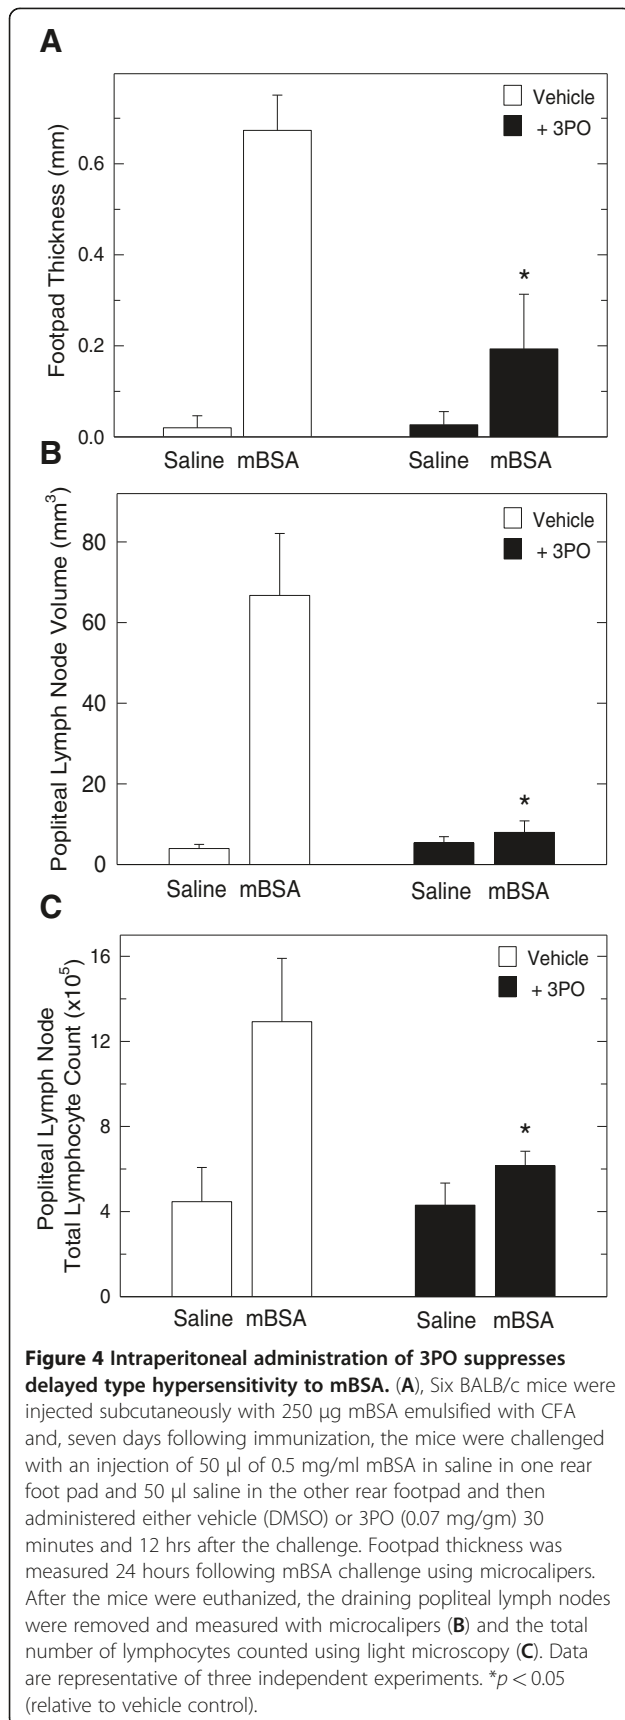 A
Footpad Thickness (mm)
0.6
0.4
0.2
0.0
Vehicle
+ 3PO
*
Saline mBSA Saline mBSA
B
Popliteal Lymph Node Volume (mm³)
80
60
40
20
0
Vehicle
+ 3PO
*
Saline mBSA Saline mBSA
C
Popliteal Lymph Node
Total Lymphocyte Count (x10⁵)
16
12
8
4
0
Vehicle
+ 3PO
*
Saline mBSA Saline mBSA
Figure 4 Intraperitoneal administration of 3PO suppresses
delayed type hypersensitivity to mBSA. (A), Six BALB/c mice were
injected subcutaneously with 250 μg mBSA emulsified with CFA
and, seven days following immunization, the mice were challenged
with an injection of 50 μl of 0.5 mg/ml mBSA in saline in one rear
foot pad and 50 μl saline in the other rear footpad and then
administered either vehicle (DMSO) or 3PO (0.07 mg/gm) 30
minutes and 12 hrs after the challenge. Footpad thickness was
measured 24 hours following mBSA challenge using microcalipers.
After the mice were euthanized, the draining popliteal lymph nodes
were removed and measured with microcalipers (B) and the total
number of lymphocytes counted using light microscopy (C). Data
are representative of three independent experiments. *p < 0.05
(relative to vehicle control).